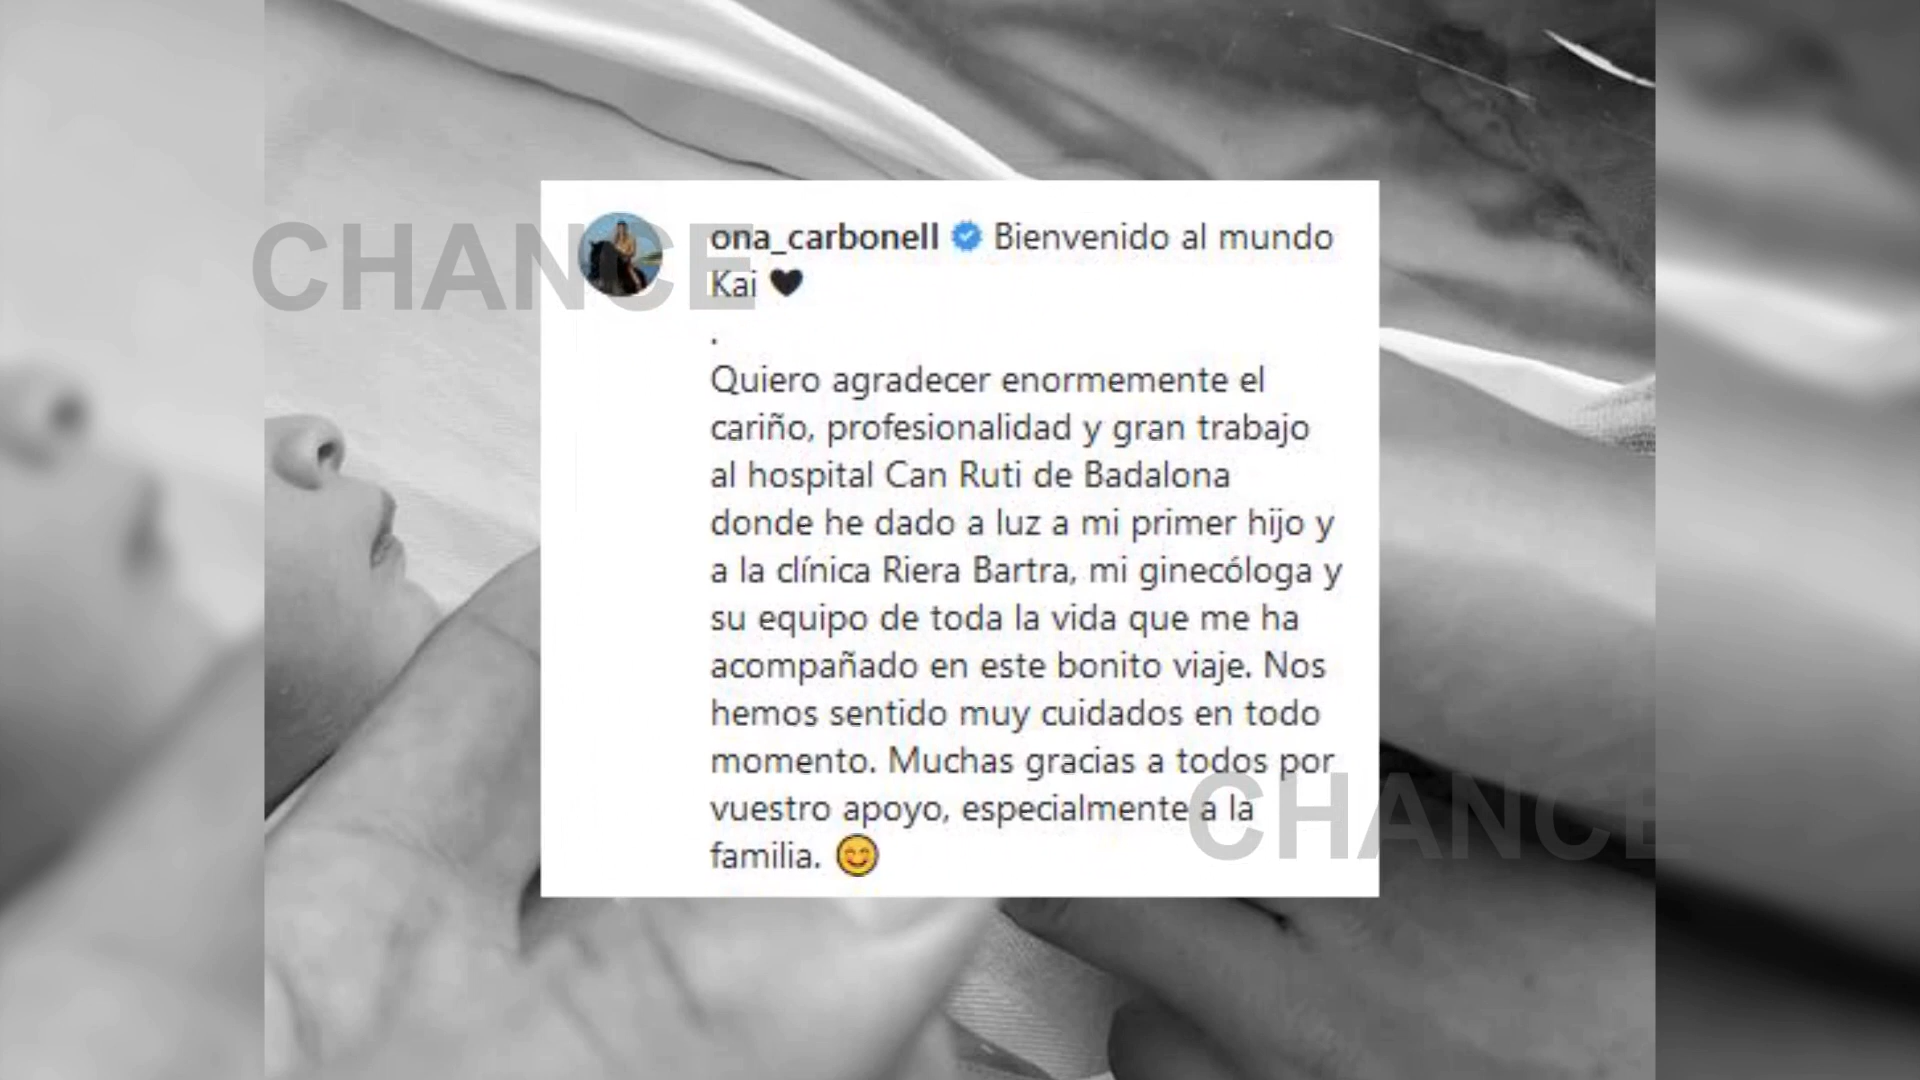 CHANCE
ona_carbonell Bienvenido al mundo
Kai 🖤
.
Quiero agradecer enormemente el
cariño, profesionalidad y gran trabajo
al hospital Can Ruti de Badalona
donde he dado a luz a mi primer hijo y
a la clínica Riera Bartra, mi ginecóloga y
su equipo de toda la vida que me ha
acompañado en este bonito viaje. Nos
hemos sentido muy cuidados en todo
momento. Muchas gracias a todos por
vuestro apoyo, especialmente a la
familia. 😊
CHANCE